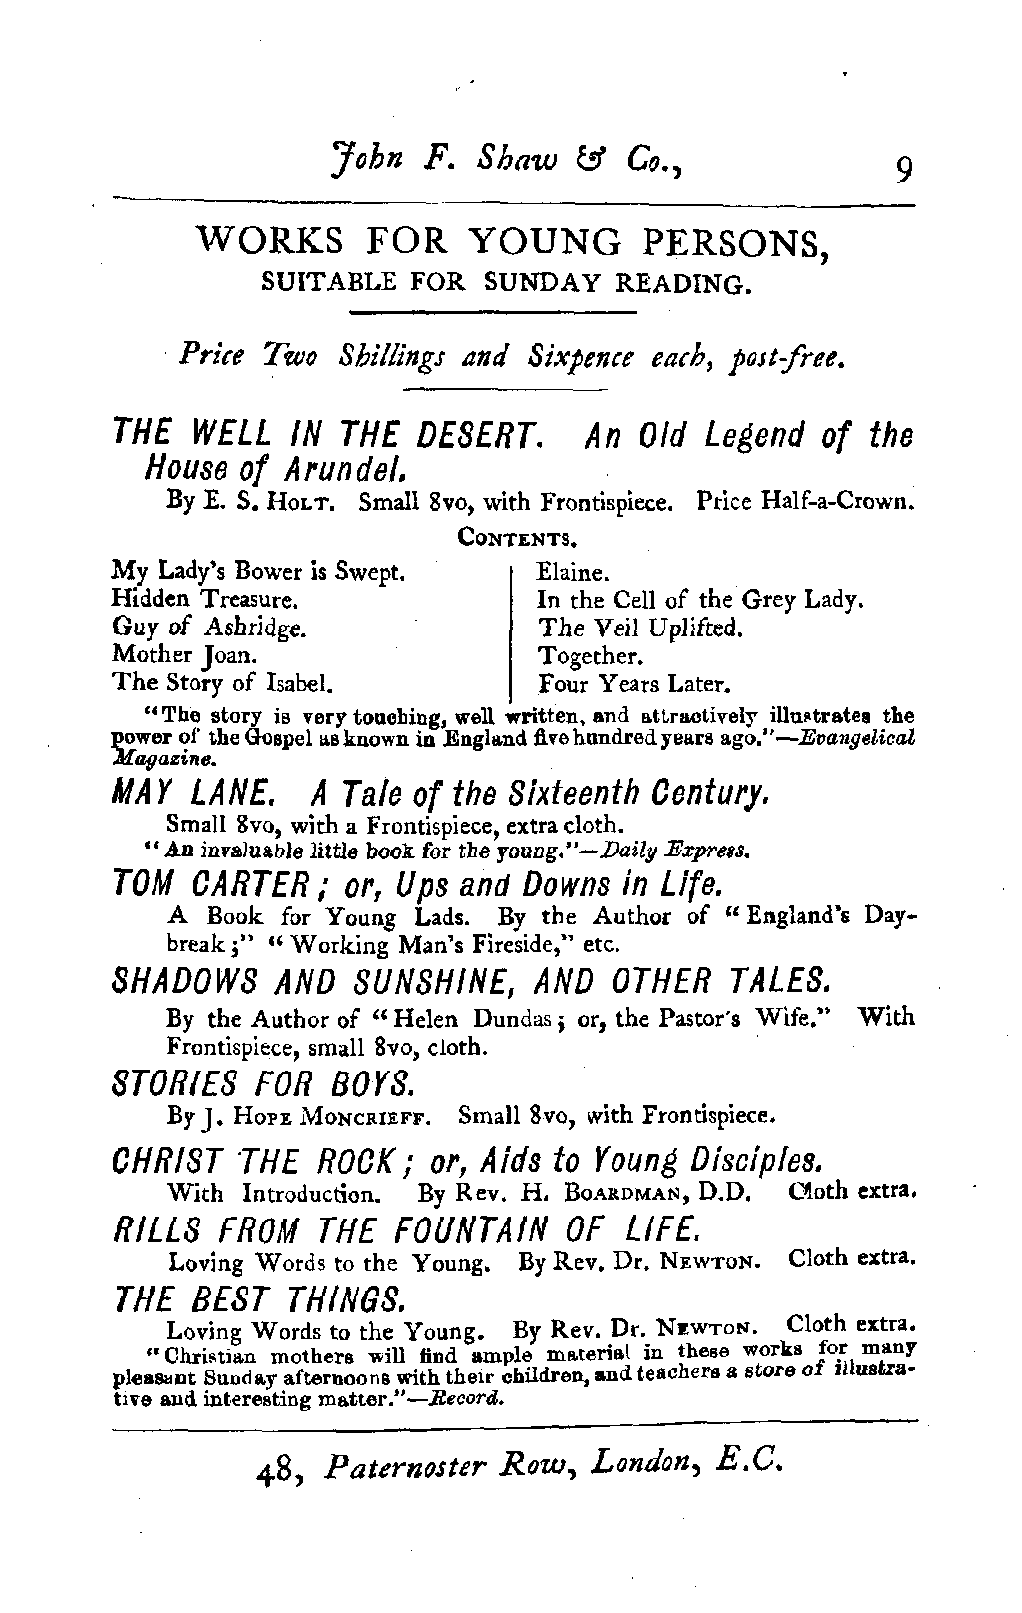 John F. Shaw & Co., 9
WORKS FOR YOUNG PERSONS,
SUITABLE FOR SUNDAY READING.
Price Two Shillings and Sixpence each, post-free.
THE WELL IN THE DESERT. An Old Legend of the
House of Arundel.
By E. S. HOLT. Small 8vo, with Frontispiece. Price Half-a-Crown.
CONTENTS.
My Lady's Bower is Swept.
Hidden Treasure.
Guy of Ashridge.
Mother Joan.
The Story of Isabel.
Elaine.
In the Cell of the Grey Lady.
The Veil Uplifted.
Together.
Four Years Later.
"The story is very touching, well written, and attractively illustrates the
power of the Gospel as known in England five hundred years ago."—Evangelical
Magazine.
MAY LANE. A Tale of the Sixteenth Century.
Small 8vo, with a Frontispiece, extra cloth.
"An invaluable little book for the young."—Daily Express.
TOM CARTER; or, Ups and Downs in Life.
A Book for Young Lads. By the Author of "England's Day-
break;" "Working Man's Fireside," etc.
SHADOWS AND SUNSHINE, AND OTHER TALES.
By the Author of "Helen Dundas; or, the Pastor's Wife." With
Frontispiece, small 8vo, cloth.
STORIES FOR BOYS.
By J. HOPE MONCRIEFF. Small 8vo, with Frontispiece.
CHRIST THE ROCK; or, Aids to Young Disciples.
With Introduction. By Rev. H. BOARDMAN, D.D. Cloth extra.
RILLS FROM THE FOUNTAIN OF LIFE.
Loving Words to the Young. By Rev. Dr. NEWTON. Cloth extra.
THE BEST THINGS.
Loving Words to the Young. By Rev. Dr. NEWTON. Cloth extra.
"Christian mothers will find ample material in these works for many
pleasant Sunday afternoons with their children, and teachers a store of illustra-
tive and interesting matter."—Record.
48, Paternoster Row, London, E.C.